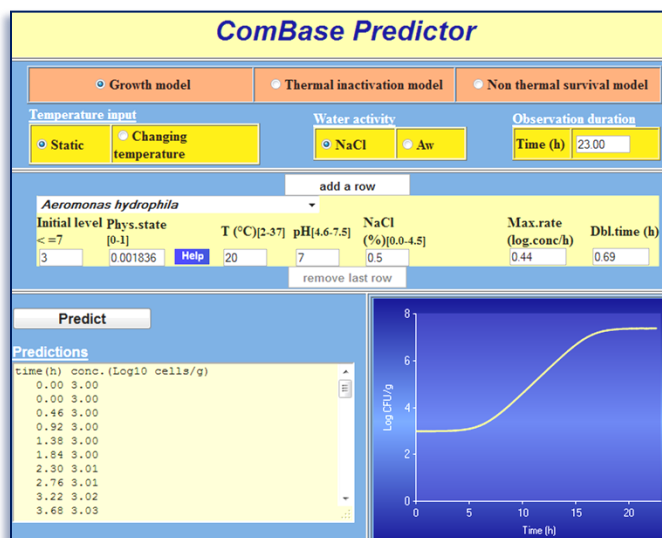 ComBase Predictor
Growth model Thermal inactivation model Non thermal survival model
Temperature input Water activity Observation duration
Static Changing temperature NaCl Aw Time (h) 23.00
add a row
Aeromonas hydrophila
Initial level <=7 Phys.state [0-1] T (°C)[2-37] pH[4.6-7.5] NaCl (%)[0.0-4.5] Max.rate (log.conc/h) Dbl.time (h)
3 0.001836 Help 20 7 0.5 0.44 0.69
remove last row
Predict
Predictions
time(h) conc.(Log10 cells/g)
0.00 3.00
0.00 3.00
0.46 3.00
0.92 3.00
1.38 3.00
1.84 3.00
2.30 3.01
2.76 3.01
3.22 3.02
3.68 3.03
8
6
4
2
0
Log CFU/g
0 5 10 15 20
Time (h)